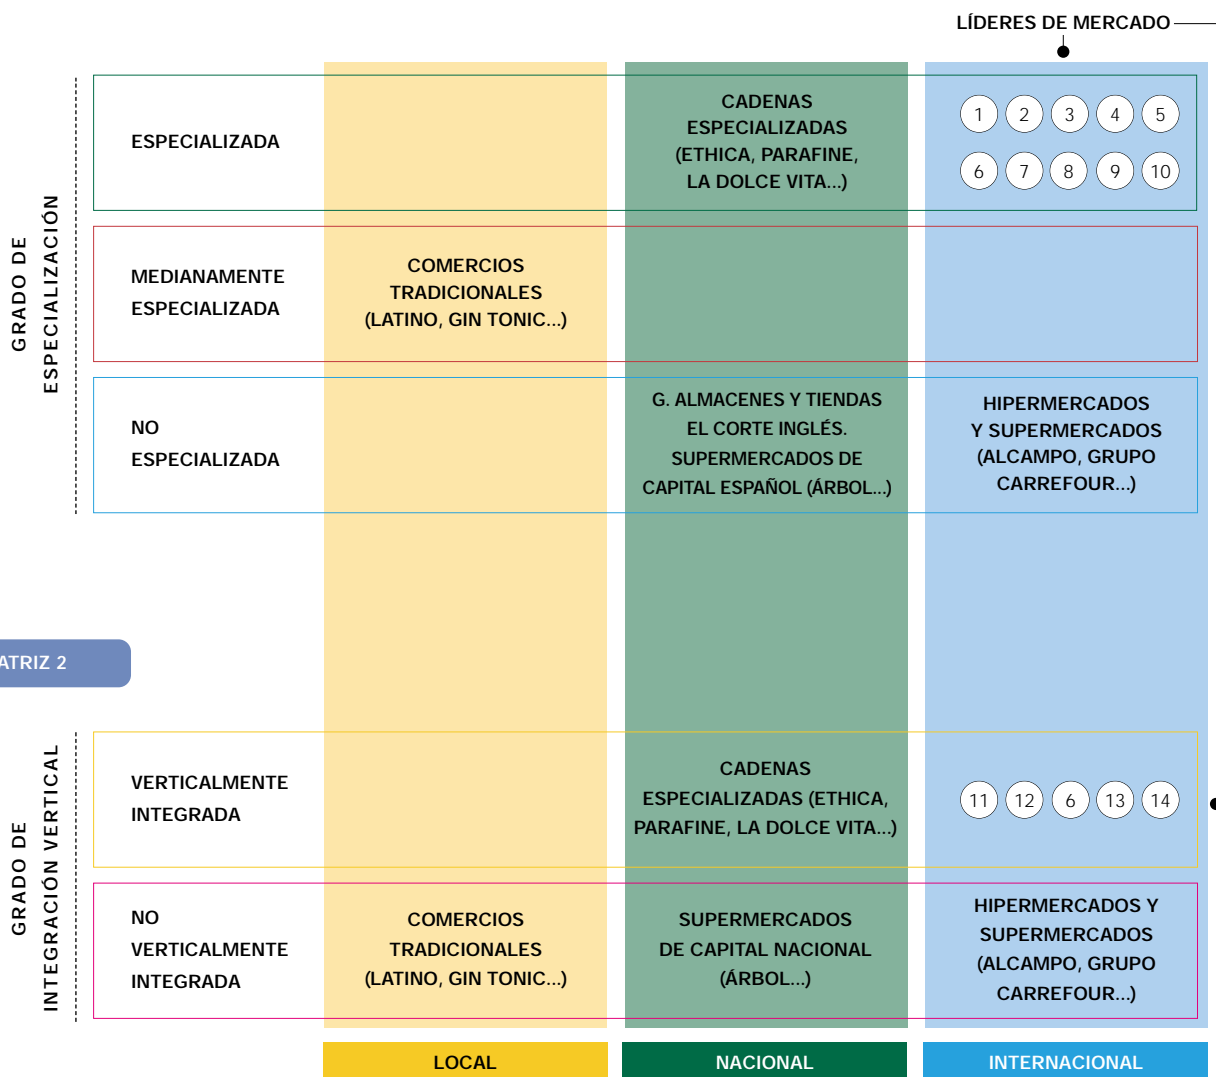 LÍDERES DE MERCADO
GRADO DE
ESPECIALIZACIÓN
ESPECIALIZADA
CADENAS
ESPECIALIZADAS
(ETHICA, PARAFINE,
LA DOLCE VITA...)
1 2 3 4 5
6 7 8 9 10
MEDIANAMENTE
ESPECIALIZADA
COMERCIOS
TRADICIONALES
(LATINO, GIN TONIC...)
NO
ESPECIALIZADA
G. ALMACENES Y TIENDAS
EL CORTE INGLÉS.
SUPERMERCADOS DE
CAPITAL ESPAÑOL (ÁRBOL...)
HIPERMERCADOS
Y SUPERMERCADOS
(ALCAMPO, GRUPO
CARREFOUR...)
ATRIZ 2
GRADO DE
INTEGRACIÓN VERTICAL
VERTICALMENTE
INTEGRADA
CADENAS
ESPECIALIZADAS (ETHICA,
PARAFINE, LA DOLCE VITA...)
11 12 6 13 14
NO
VERTICALMENTE
INTEGRADA
COMERCIOS
TRADICIONALES
(LATINO, GIN TONIC...)
SUPERMERCADOS
DE CAPITAL NACIONAL
(ÁRBOL...)
HIPERMERCADOS Y
SUPERMERCADOS
(ALCAMPO, GRUPO
CARREFOUR...)
LOCAL
NACIONAL
INTERNACIONAL